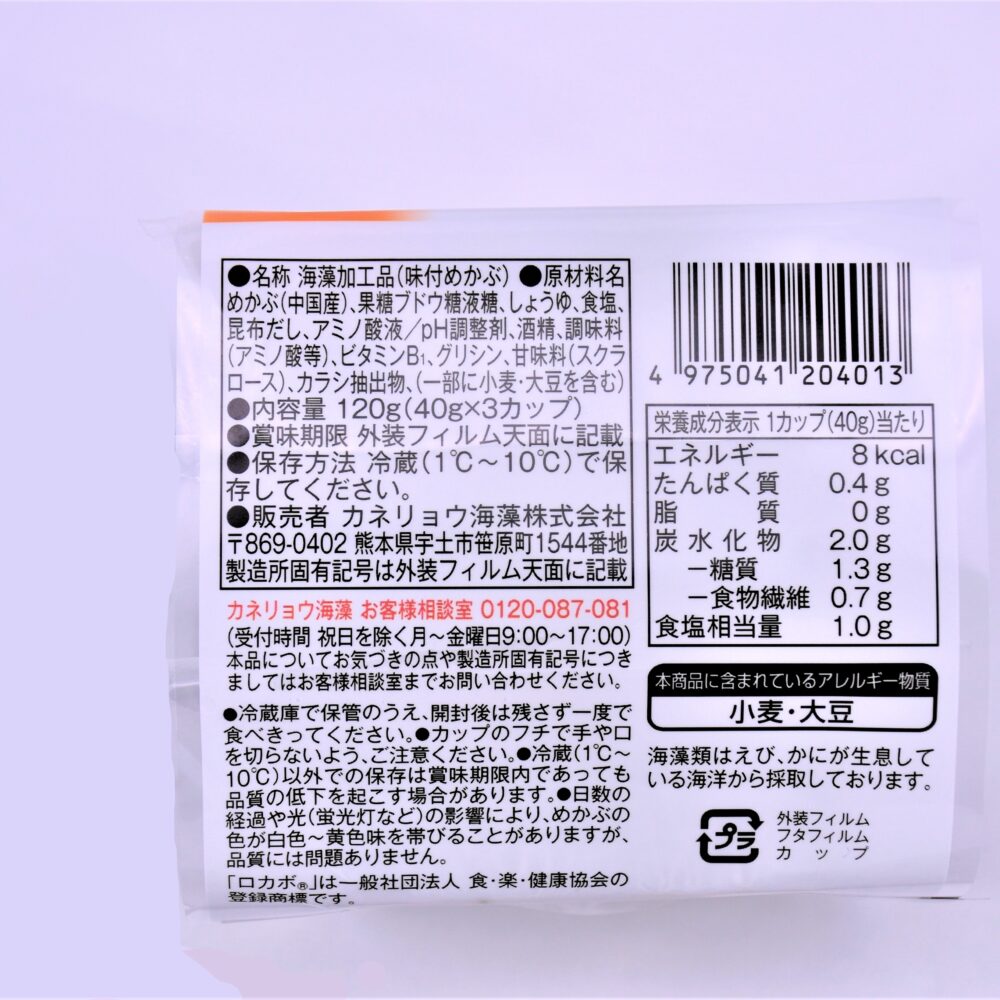 ●名称 海藻加工品(味付めかぶ) ●原材料名
めかぶ(中国産)、果糖ブドウ糖液糖、しょうゆ、食塩、
昆布だし、アミノ酸液／pH調整剤、酒精、調味料
(アミノ酸等)、ビタミンB₁、グリシン、甘味料(スクラ
ロース)、カラシ抽出物、(一部に小麦・大豆を含む)
●内容量 120g(40g×3カップ)
●賞味期限 外装フィルム天面に記載
●保存方法 冷蔵(1℃～10℃)で保
存してください。
●販売者 カネリョウ海藻株式会社
〒869-0402 熊本県宇土市笹原町1544番地
製造所固有記号は外装フィルム天面に記載
カネリョウ海藻 お客様相談室 0120-087-081
(受付時間 祝日を除く月～金曜日9:00～17:00)
本品についてお気づきの点や製造所固有記号につき
ましてはお客様相談室までお問い合わせください。
●冷蔵庫で保管のうえ、開封後は残さず一度で
食べきってください。●カップのフチで手や口
を切らないよう、ご注意ください。●冷蔵(1℃～
10℃)以外での保存は賞味期限内であっても
品質の低下を起こす場合があります。●日数の
経過や光(蛍光灯など)の影響により、めかぶの
色が白色～黄色味を帯びることがありますが、
品質には問題ありません。
「ロカボ®」は一般社団法人 食・楽・健康協会の
登録商標です。
4 975041 204013
栄養成分表示 1カップ(40g)当たり
エネルギー 8kcal
たんぱく質 0.4g
脂質 0g
炭水化物 2.0g
－糖質 1.3g
－食物繊維 0.7g
食塩相当量 1.0g
本商品に含まれているアレルギー物質
小麦・大豆
海藻類はえび、かにが生息して
いる海洋から採取しております。
プラ
外装フィルム
フタフィルム
カップ